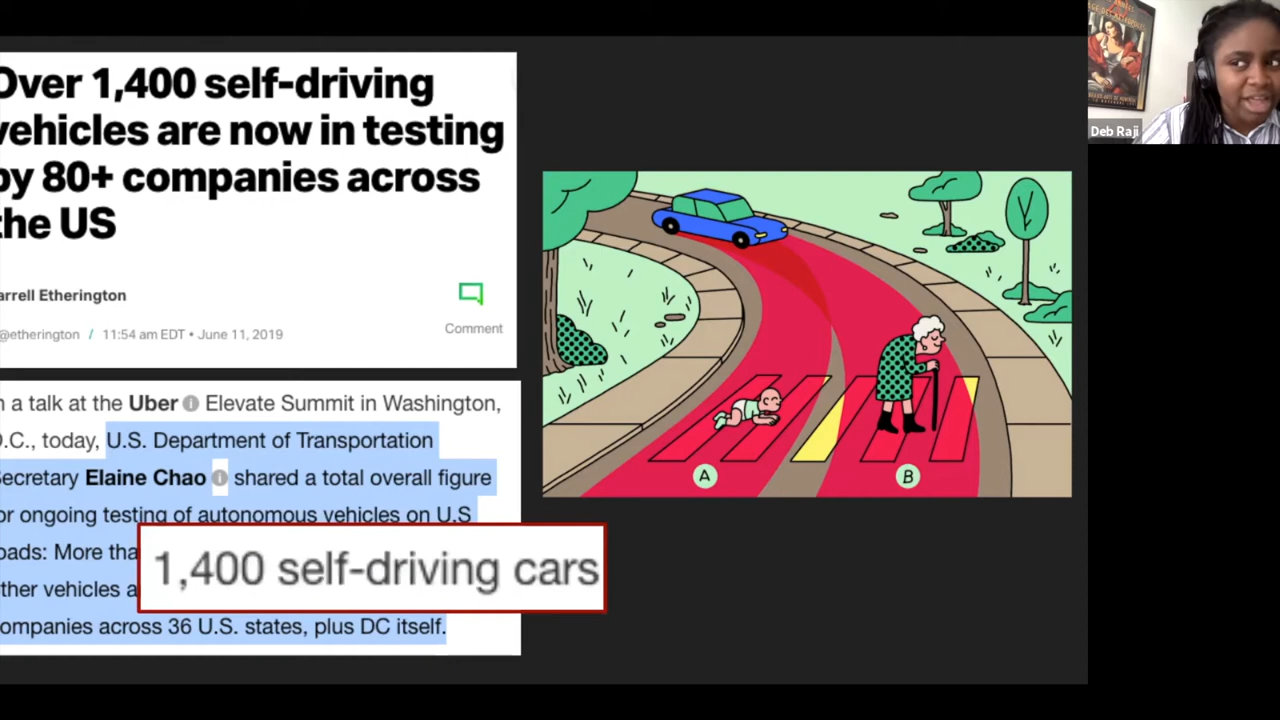 Over 1,400 self-driving
vehicles are now in testing
by 80+ companies across
the US
arrell Etherington
@etherington / 11:54 am EDT • June 11, 2019
Comment
n a talk at the Uber Elevate Summit in Washington,
D.C., today, U.S. Department of Transportation
Secretary Elaine Chao shared a total overall figure
or ongoing testing of autonomous vehicles on U.S
oads: More tha
1,400 self-driving cars
ther vehicles a
ompanies across 36 U.S. states, plus DC itself.
A
B
Deb Raji